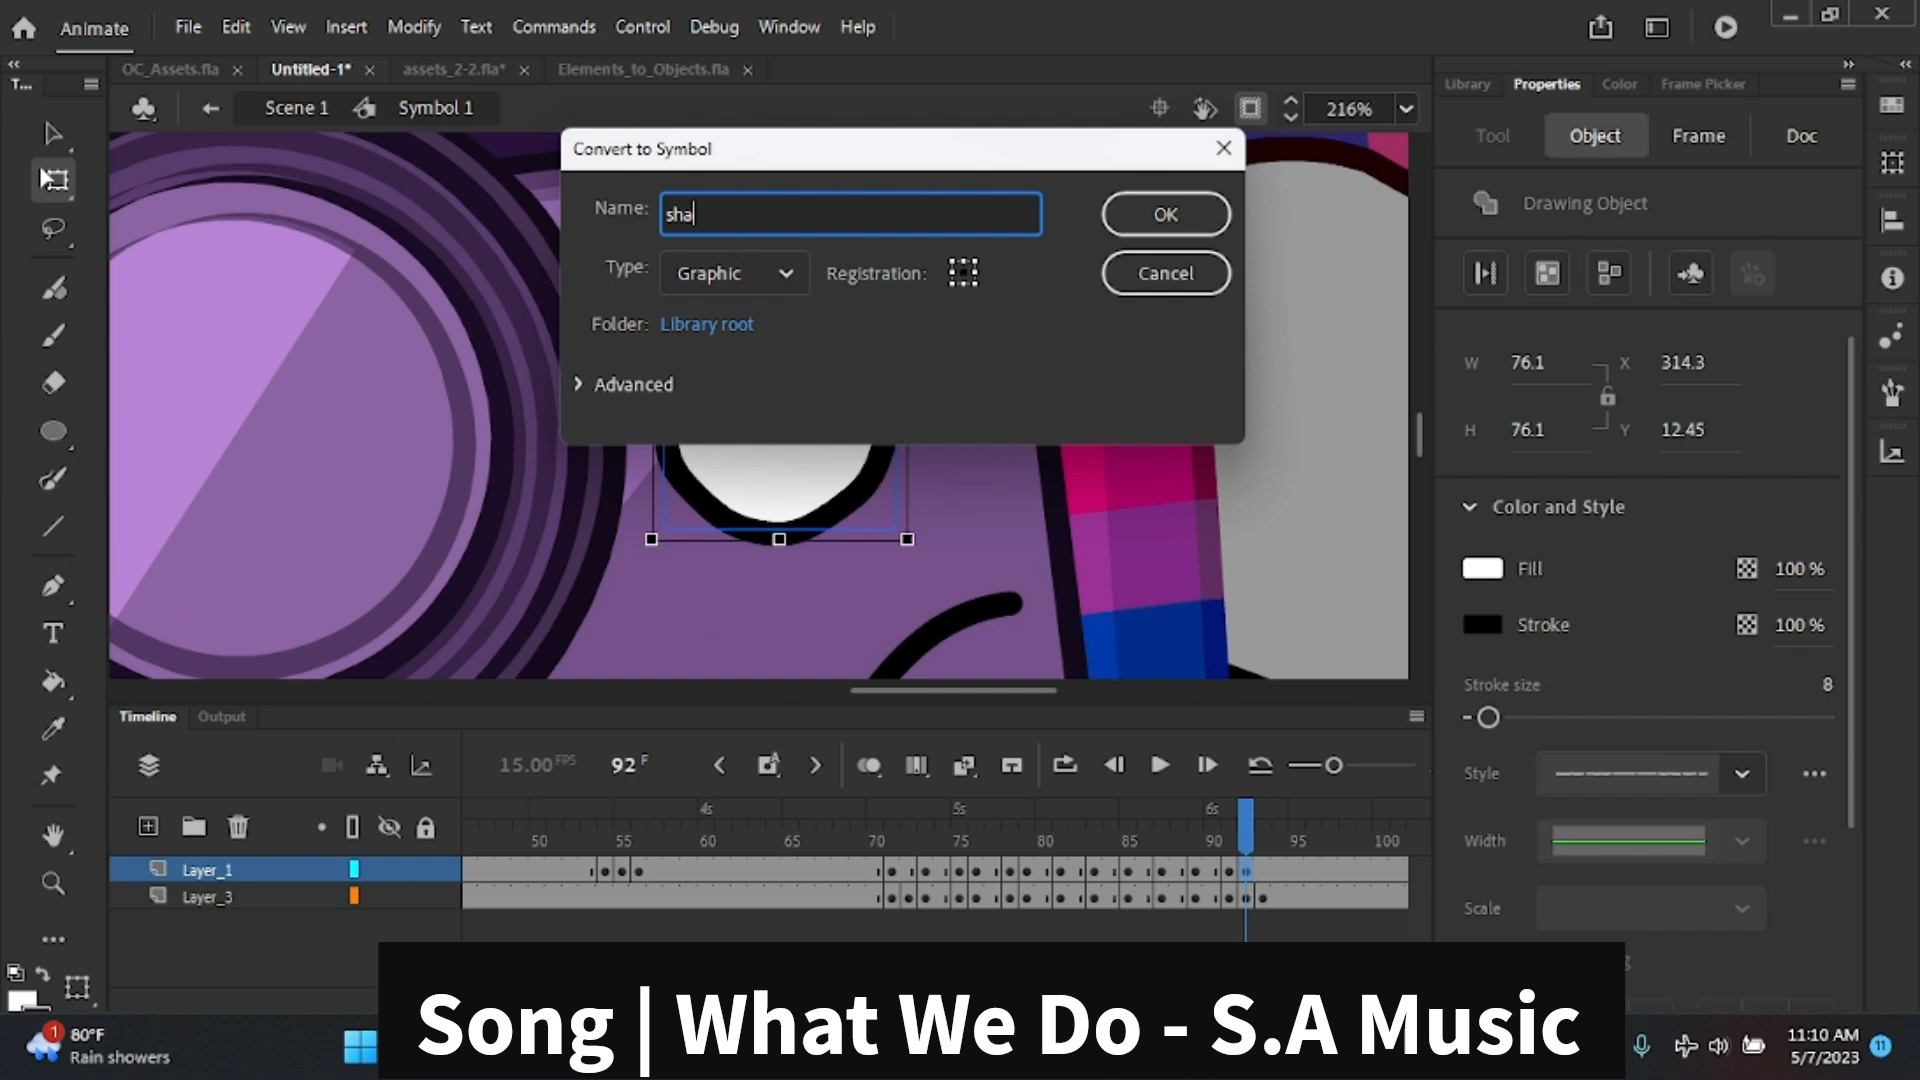 Animate File Edit View Insert Modify Text Commands Control Debug Window Help
T... OC_Assets.fla Untitled-1* assets_2-2.fla* Elements_to_Objects.fla
Library Properties Color Frame Picker
Scene 1 Symbol 1 216%
Tool Object Frame Doc
Convert to Symbol
Name: sha OK
Type: Graphic Registration: Cancel
Folder: Library root
Advanced
Drawing Object
W 76.1 X 314.3
H 76.1 Y 12.45
Color and Style
Fill 100 %
Stroke 100 %
Stroke size 8
Style
Width
Scale
Timeline Output
15.00 FPS 92 F
4s 5s 6s
50 55 60 65 70 75 80 85 90 95 100
Layer_1
Layer_3
Song | What We Do - S.A Music
1 80°F
Rain showers
11:10 AM
5/7/2023 11